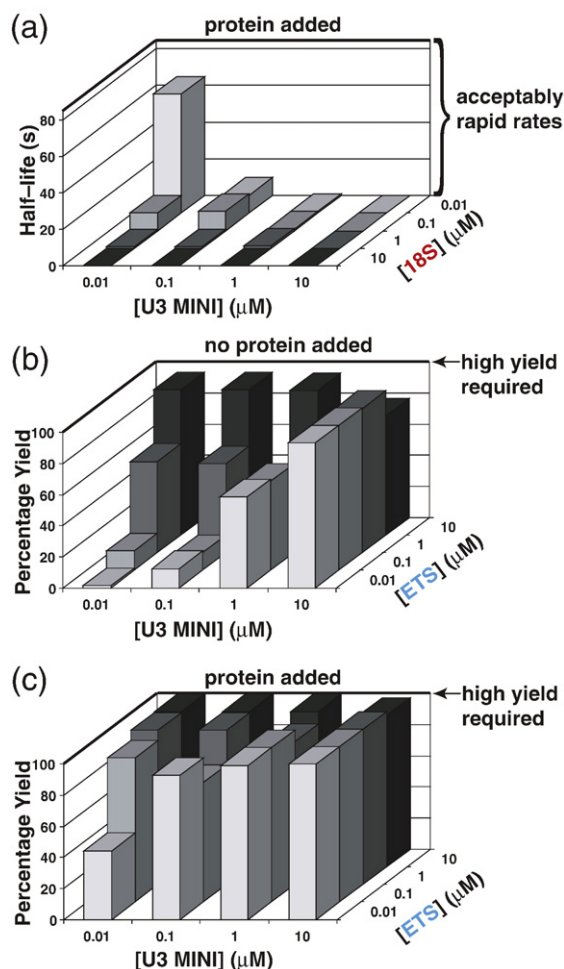 (a)
protein added
Half-life (s)
80
60
40
20
0
0.01
0.1
1
10
[U3 MINI] (μM)
10
1
0.1
0.01
[18S] (μM)
acceptably
rapid rates
(b)
no protein added
high yield
required
Percentage Yield
100
80
60
40
20
0
0.01
0.1
1
10
[U3 MINI] (μM)
0.01
0.1
1
10
[ETS] (μM)
(c)
protein added
high yield
required
Percentage Yield
100
80
60
40
20
0
0.01
0.1
1
10
[U3 MINI] (μM)
0.01
0.1
1
10
[ETS] (μM)